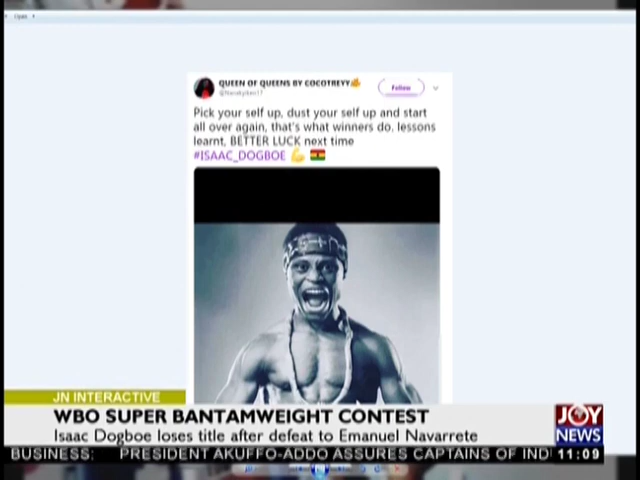 QUEEN OF QUEENS BY COCOTREYY
Follow
Pick your self up, dust your self up and start
all over again, that's what winners do, lessons
learnt, BETTER LUCK next time
#ISAAC_DOGBOE
JN INTERACTIVE
WBO SUPER BANTAMWEIGHT CONTEST
Isaac Dogboe loses title after defeat to Emanuel Navarrete
JOY
NEWS
BUSINESS: PRESIDENT AKUFFO-ADDO ASSURES CAPTAINS OF IND
11:09